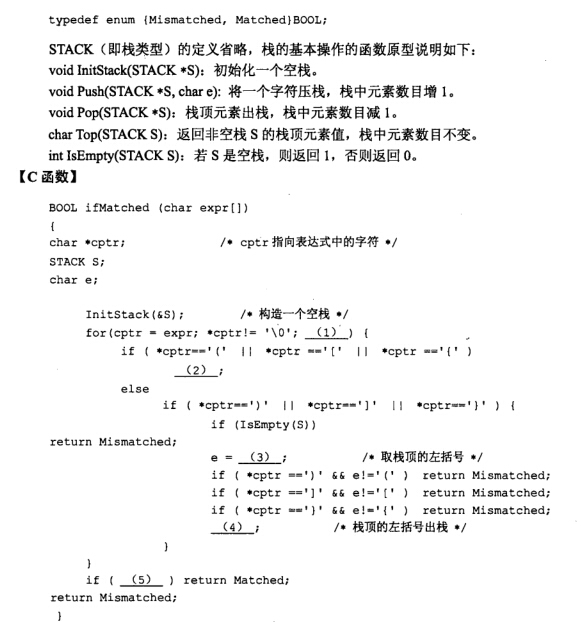 typedef enum {Mismatched, Matched}BOOL;
STACK（即栈类型）的定义省略，栈的基本操作的函数原型说明如下：
void InitStack(STACK *S)：初始化一个空栈。
void Push(STACK *S, char e): 将一个字符压栈，栈中元素数目增 1。
void Pop(STACK *S)：栈顶元素出栈，栈中元素数目减 1。
char Top(STACK S)：返回非空栈 S 的栈顶元素值，栈中元素数目不变。
int IsEmpty(STACK S)：若 S 是空栈，则返回 1，否则返回 0。
【C 函数】
BOOL ifMatched (char expr[])
{
char *cptr; /* cptr 指向表达式中的字符 */
STACK S;
char e;
InitStack(&S); /* 构造一个空栈 */
for(cptr = expr; *cptr!= '\0'; （1）) {
if ( *cptr=='(' || *cptr =='[' || *cptr =='{' )
（2）;
else
if ( *cptr==')' || *cptr==']' || *cptr=='}' ) {
if (IsEmpty(S))
return Mismatched;
e = （3）; /* 取栈顶的左括号 */
if ( *cptr ==')' && e!='(' ) return Mismatched;
if ( *cptr ==']' && e!='[' ) return Mismatched;
if ( *cptr =='}' && e!='{' ) return Mismatched;
（4）; /* 栈顶的左括号出栈 */
}
}
if ( （5） ) return Matched;
return Mismatched;
}